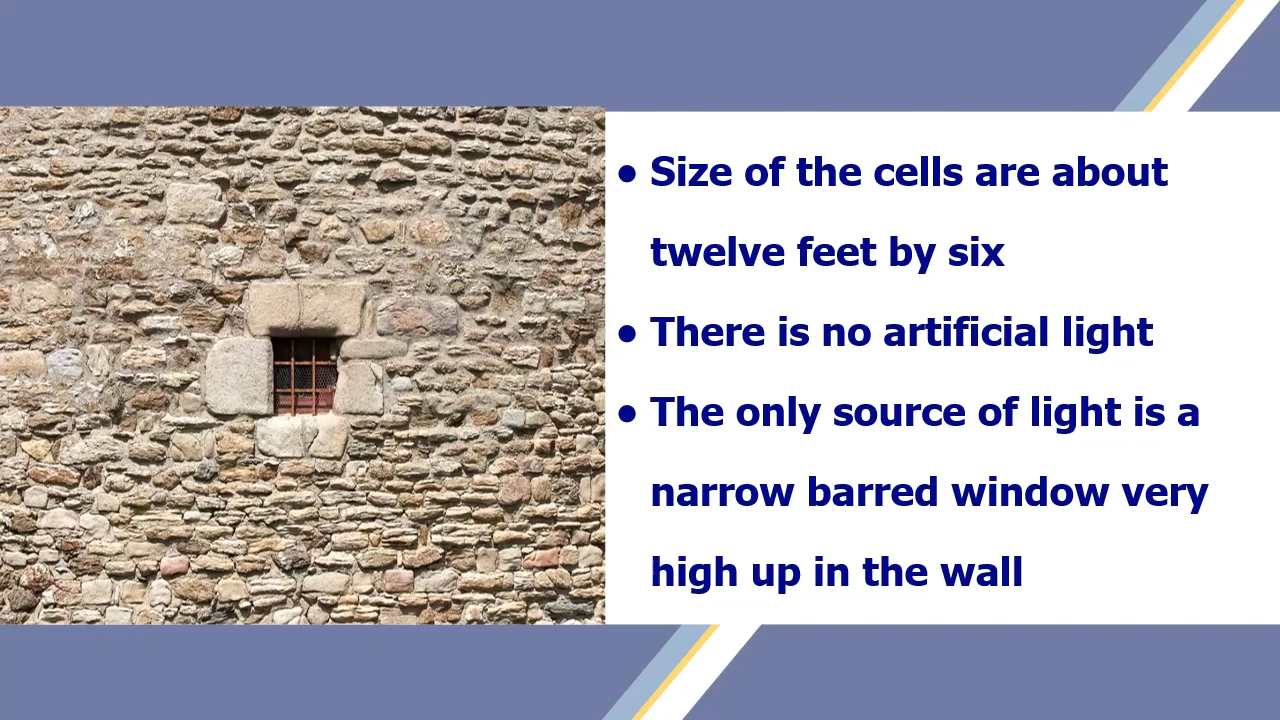 • Size of the cells are about
twelve feet by six
• There is no artificial light
• The only source of light is a
narrow barred window very
high up in the wall